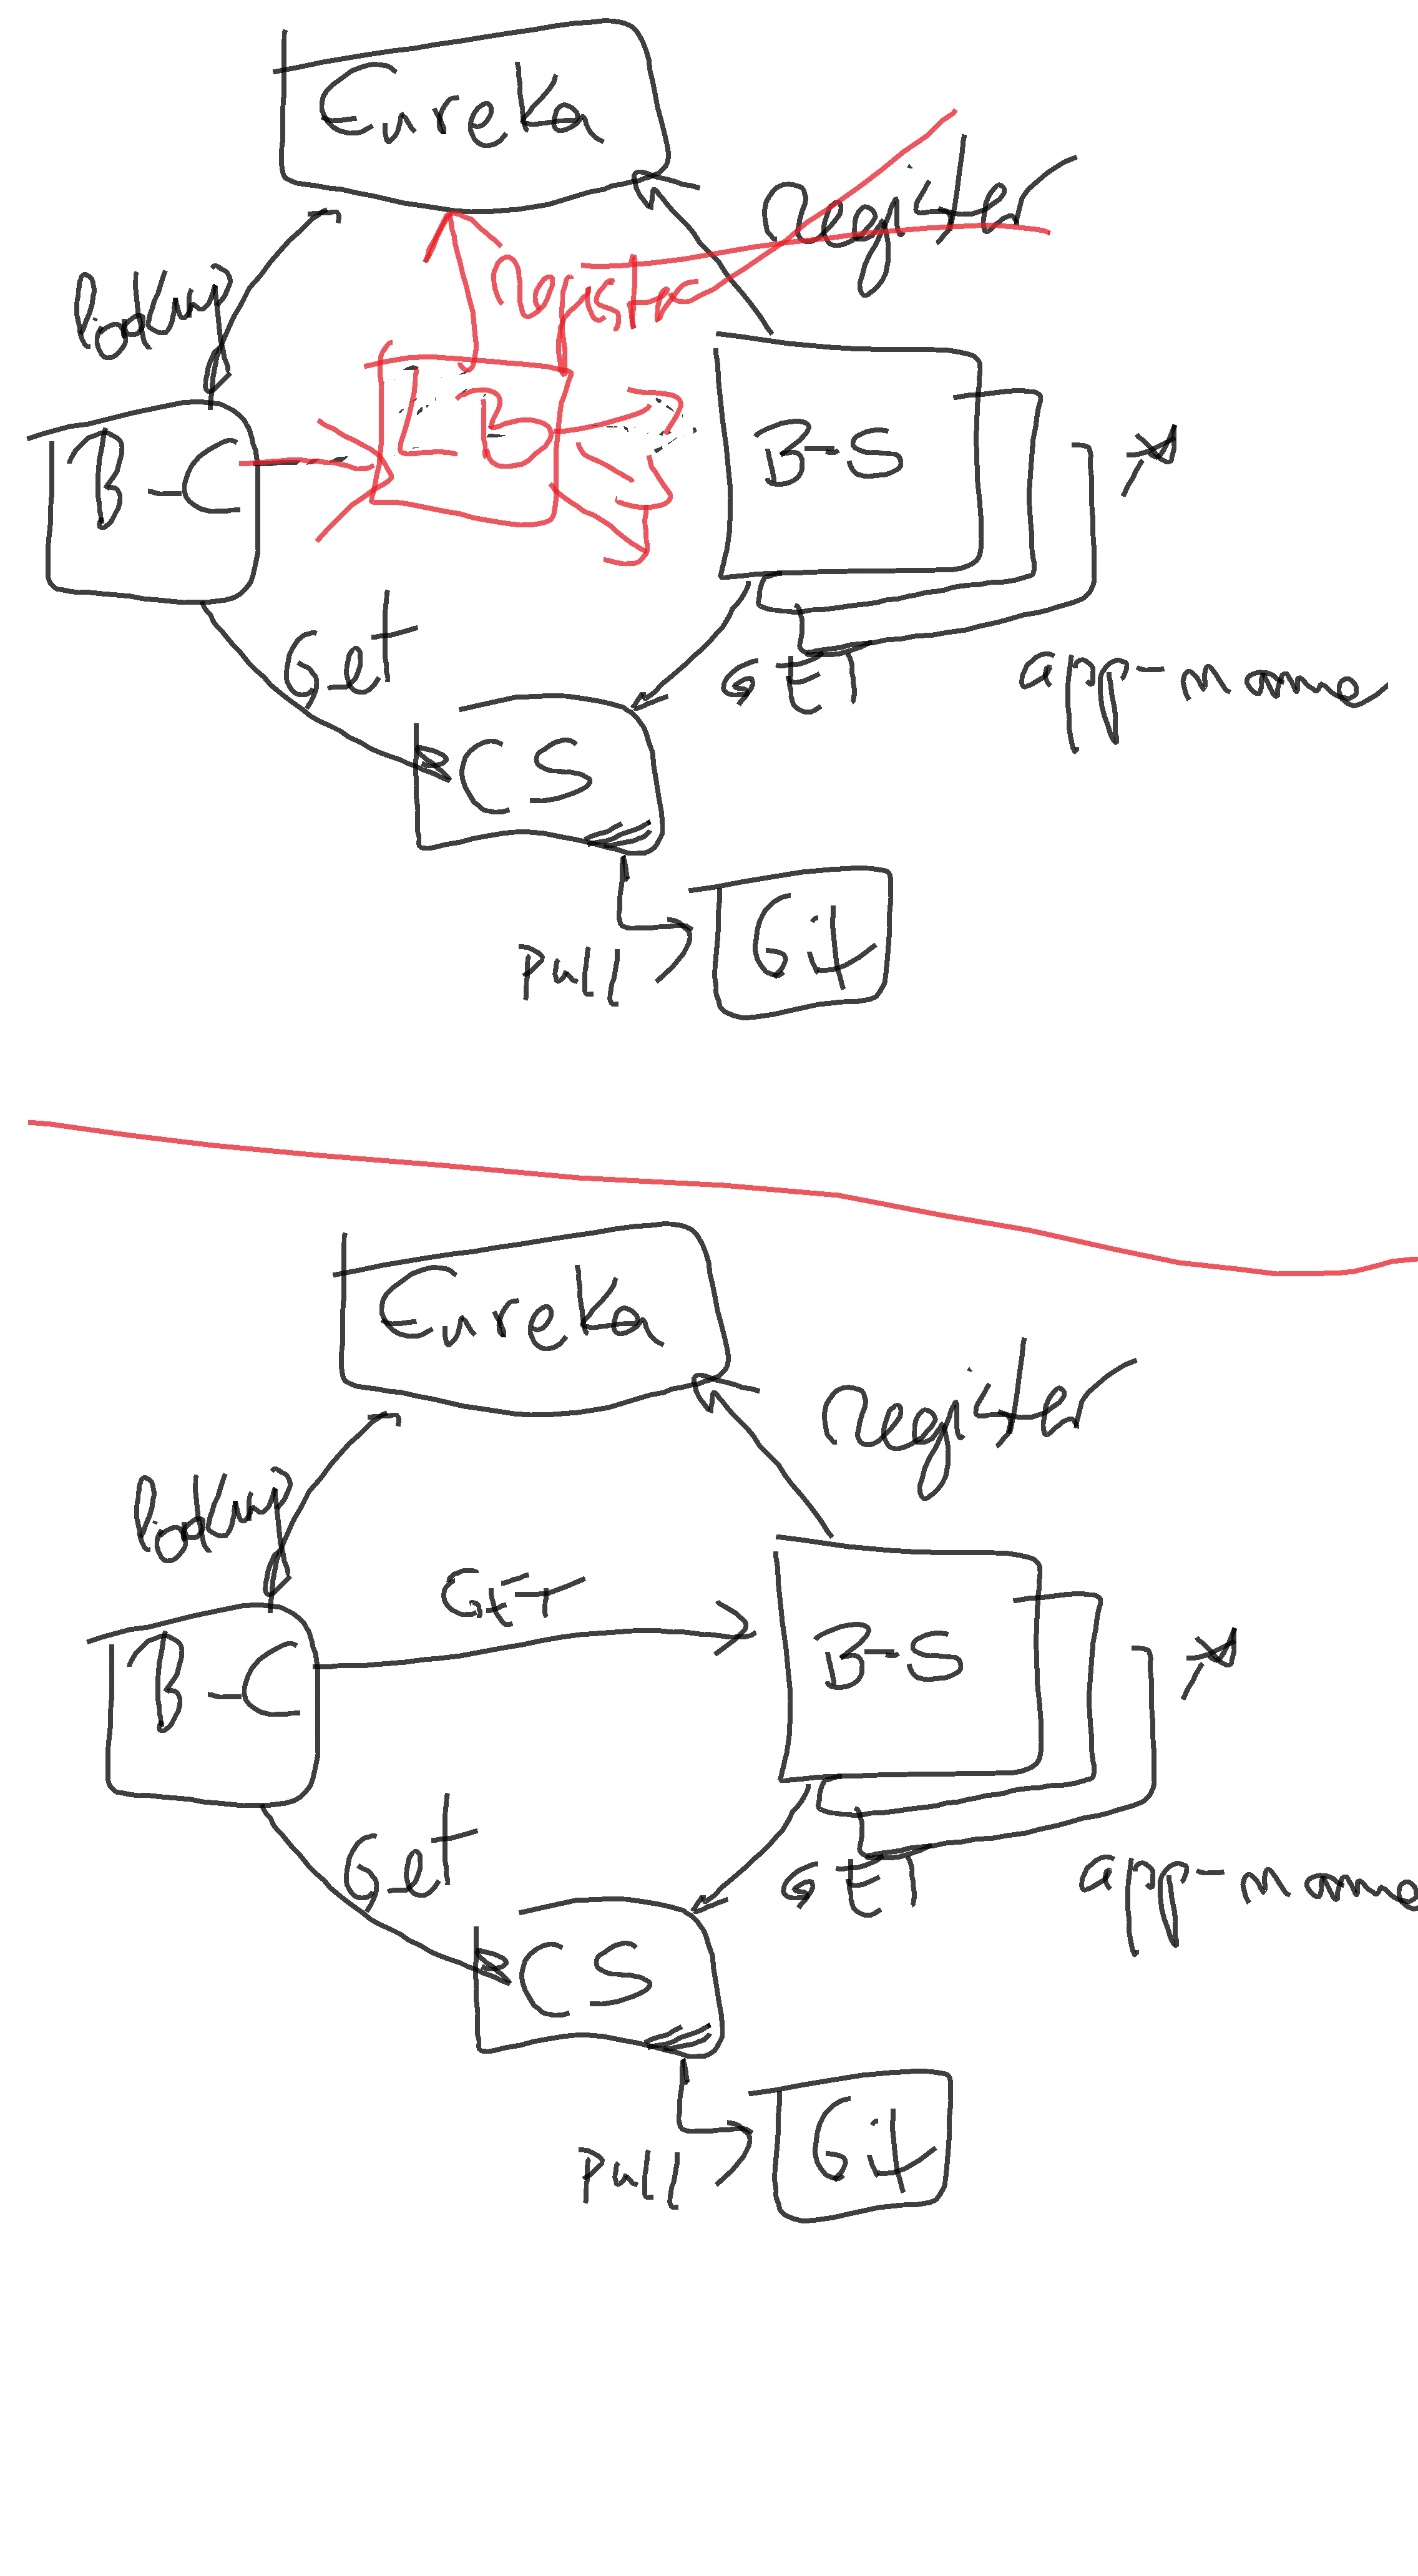 Eureka
register
lookup
register
LB
B-C
B-S
Get
GET
app-name
CS
Git
Pull
Eureka
register
lookup
GET
B-C
B-S
Get
GET
app-name
CS
Git
Pull